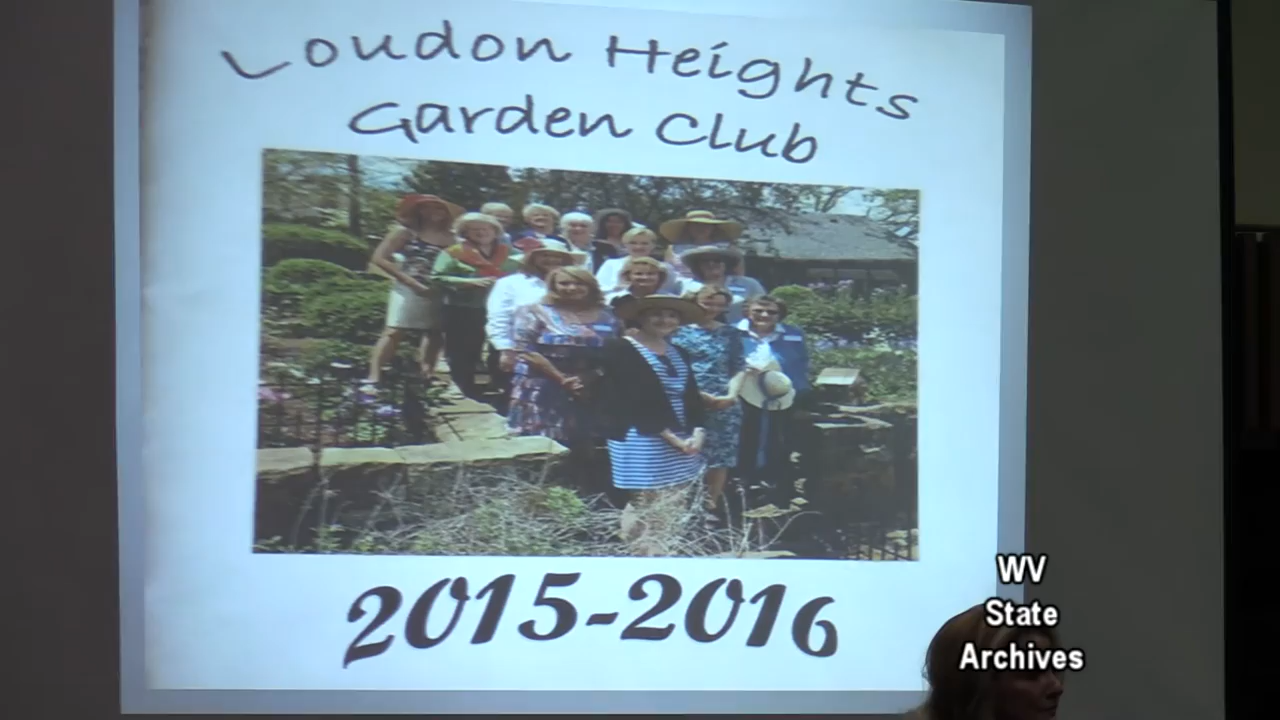 Loudon Heights
Garden Club
2015-2016
WV
State
Archives